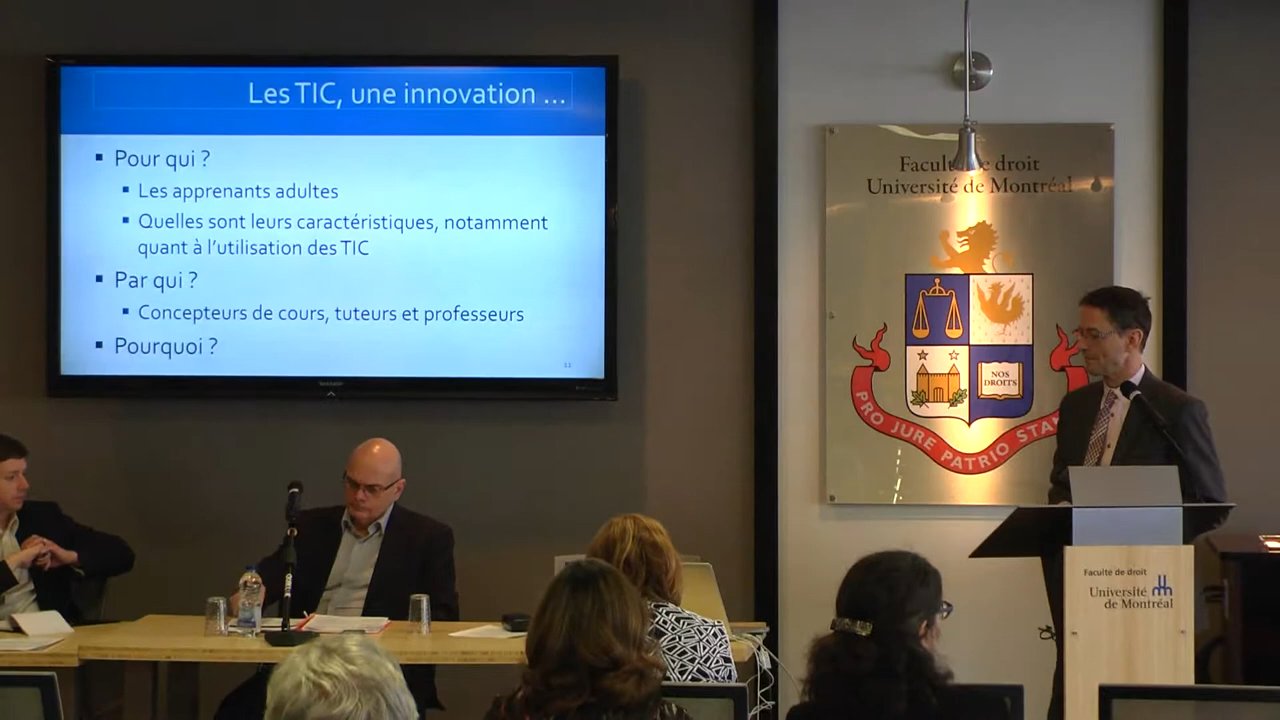 Les TIC, une innovation ...
Pour qui ?
Les apprenants adultes
Quelles sont leurs caractéristiques, notamment
quant à l'utilisation des TIC
Par qui ?
Concepteurs de cours, tuteurs et professeurs
Pourquoi ?
Faculté de droit
Université de Montréal
NOS
DROITS
PRO JURE PATRIO
Faculté de droit
Université
de Montréal